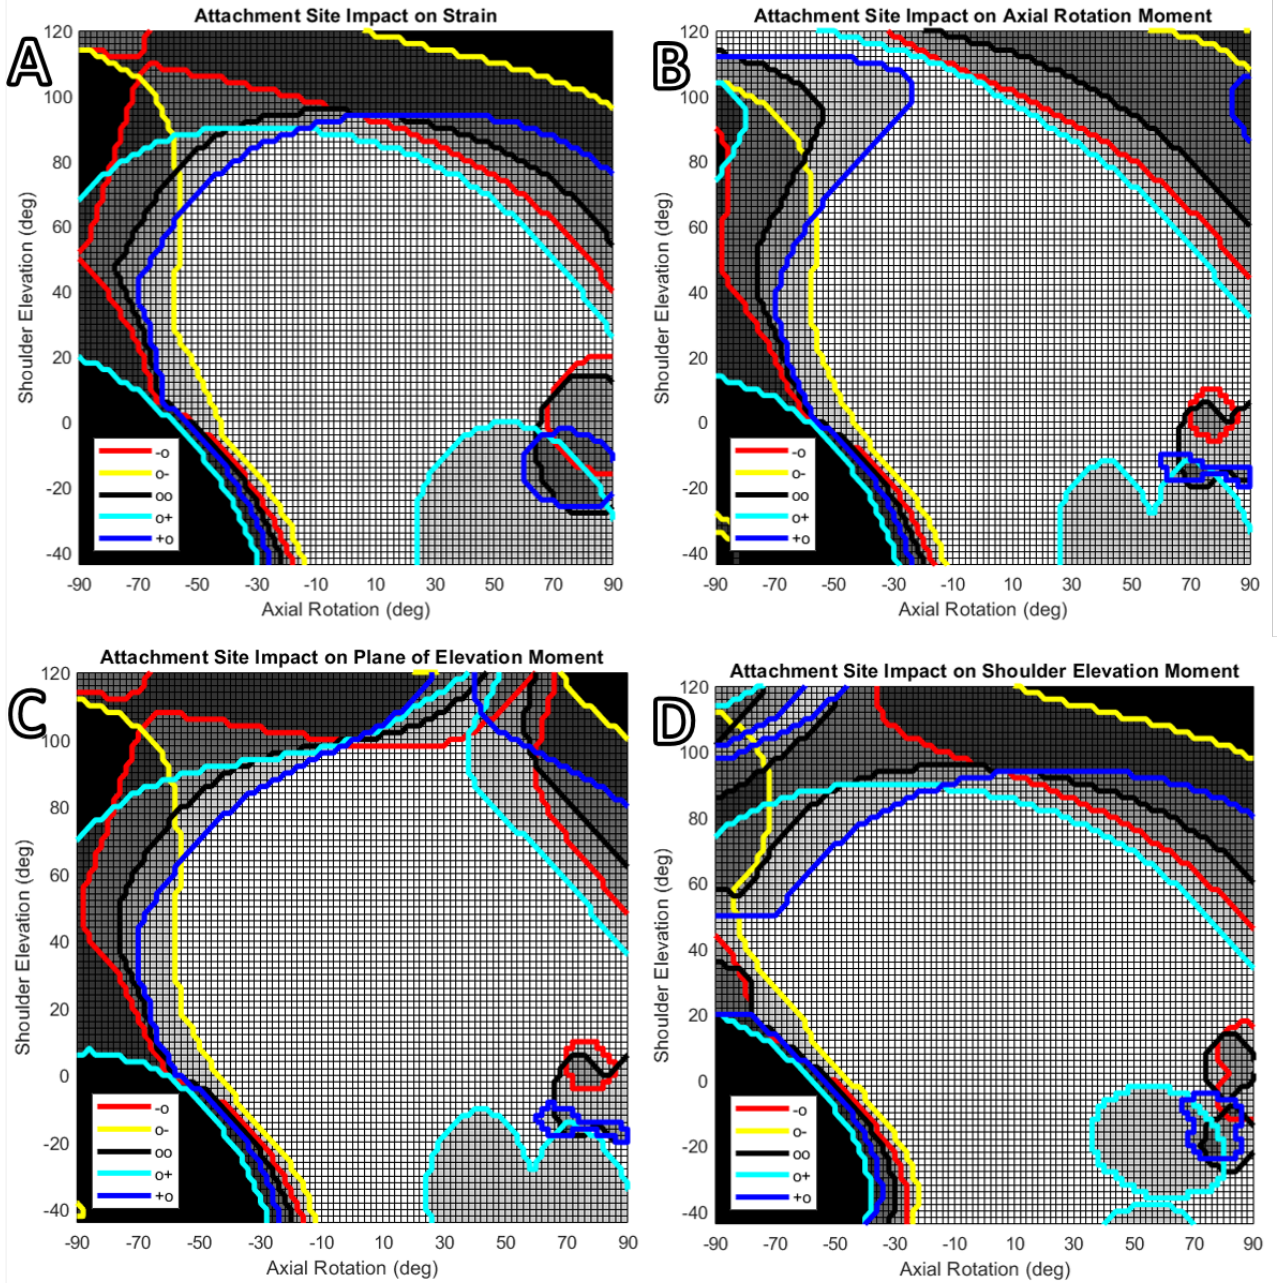 A
Attachment Site Impact on Strain
120
100
80
60
40
20
0
-20
-40
Shoulder Elevation (deg)
-90 -70 -50 -30 -10 10 30 50 70 90
Axial Rotation (deg)
-o
o-
oo
o+
+o
B
Attachment Site Impact on Axial Rotation Moment
120
100
80
60
40
20
0
-20
-40
Shoulder Elevation (deg)
-90 -70 -50 -30 -10 10 30 50 70 90
Axial Rotation (deg)
-o
o-
oo
o+
+o
C
Attachment Site Impact on Plane of Elevation Moment
120
100
80
60
40
20
0
-20
-40
Shoulder Elevation (deg)
-90 -70 -50 -30 -10 10 30 50 70 90
Axial Rotation (deg)
-o
o-
oo
o+
+o
D
Attachment Site Impact on Shoulder Elevation Moment
120
100
80
60
40
20
0
-20
-40
Shoulder Elevation (deg)
-90 -70 -50 -30 -10 10 30 50 70 90
Axial Rotation (deg)
-o
o-
oo
o+
+o